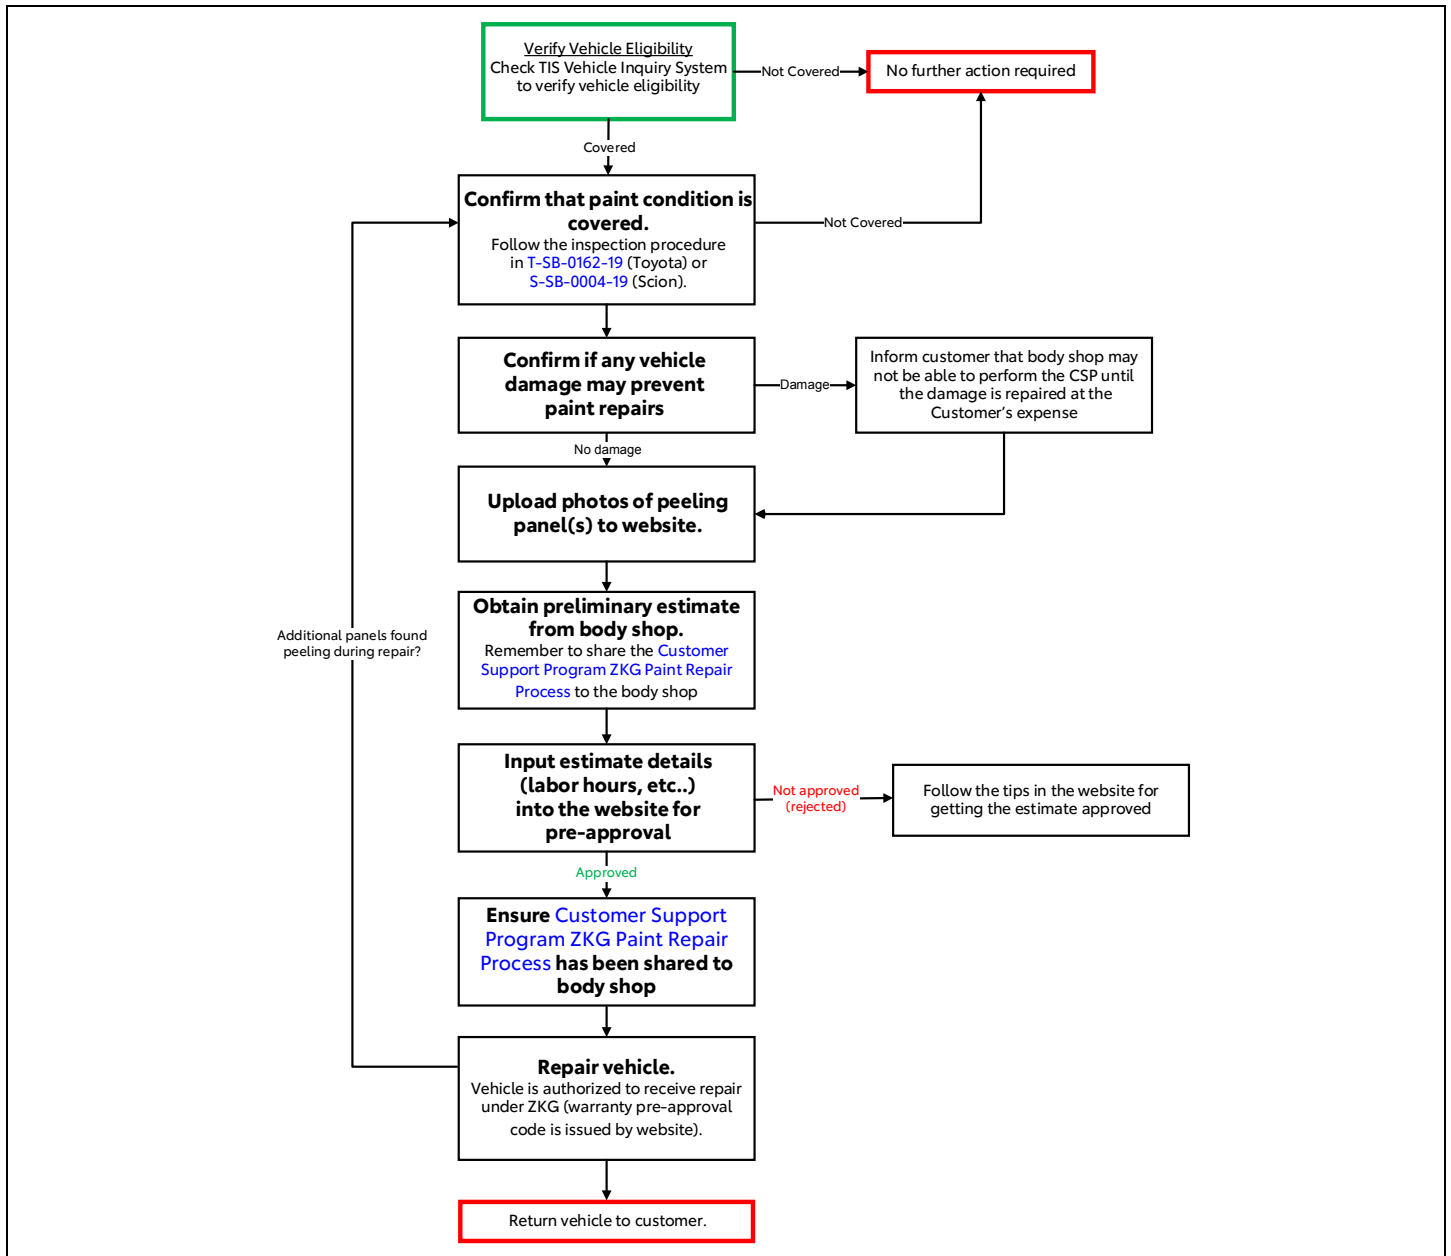 Verify Vehicle Eligibility
Check TIS Vehicle Inquiry System
to verify vehicle eligibility
Not Covered
No further action required
Covered
Confirm that paint condition is
covered.
Follow the inspection procedure
in T-SB-0162-19 (Toyota) or
S-SB-0004-19 (Scion).
Not Covered
Confirm if any vehicle
damage may prevent
paint repairs
Damage
Inform customer that body shop may
not be able to perform the CSP until
the damage is repaired at the
Customer's expense
No damage
Upload photos of peeling
panel(s) to website.
Obtain preliminary estimate
from body shop.
Remember to share the Customer
Support Program ZKG Paint Repair
Process to the body shop
Additional panels found
peeling during repair?
Input estimate details
(labor hours, etc..)
into the website for
pre-approval
Not approved
(rejected)
Follow the tips in the website for
getting the estimate approved
Approved
Ensure Customer Support
Program ZKG Paint Repair
Process has been shared to
body shop
Repair vehicle.
Vehicle is authorized to receive repair
under ZKG (warranty pre-approval
code is issued by website).
Return vehicle to customer.